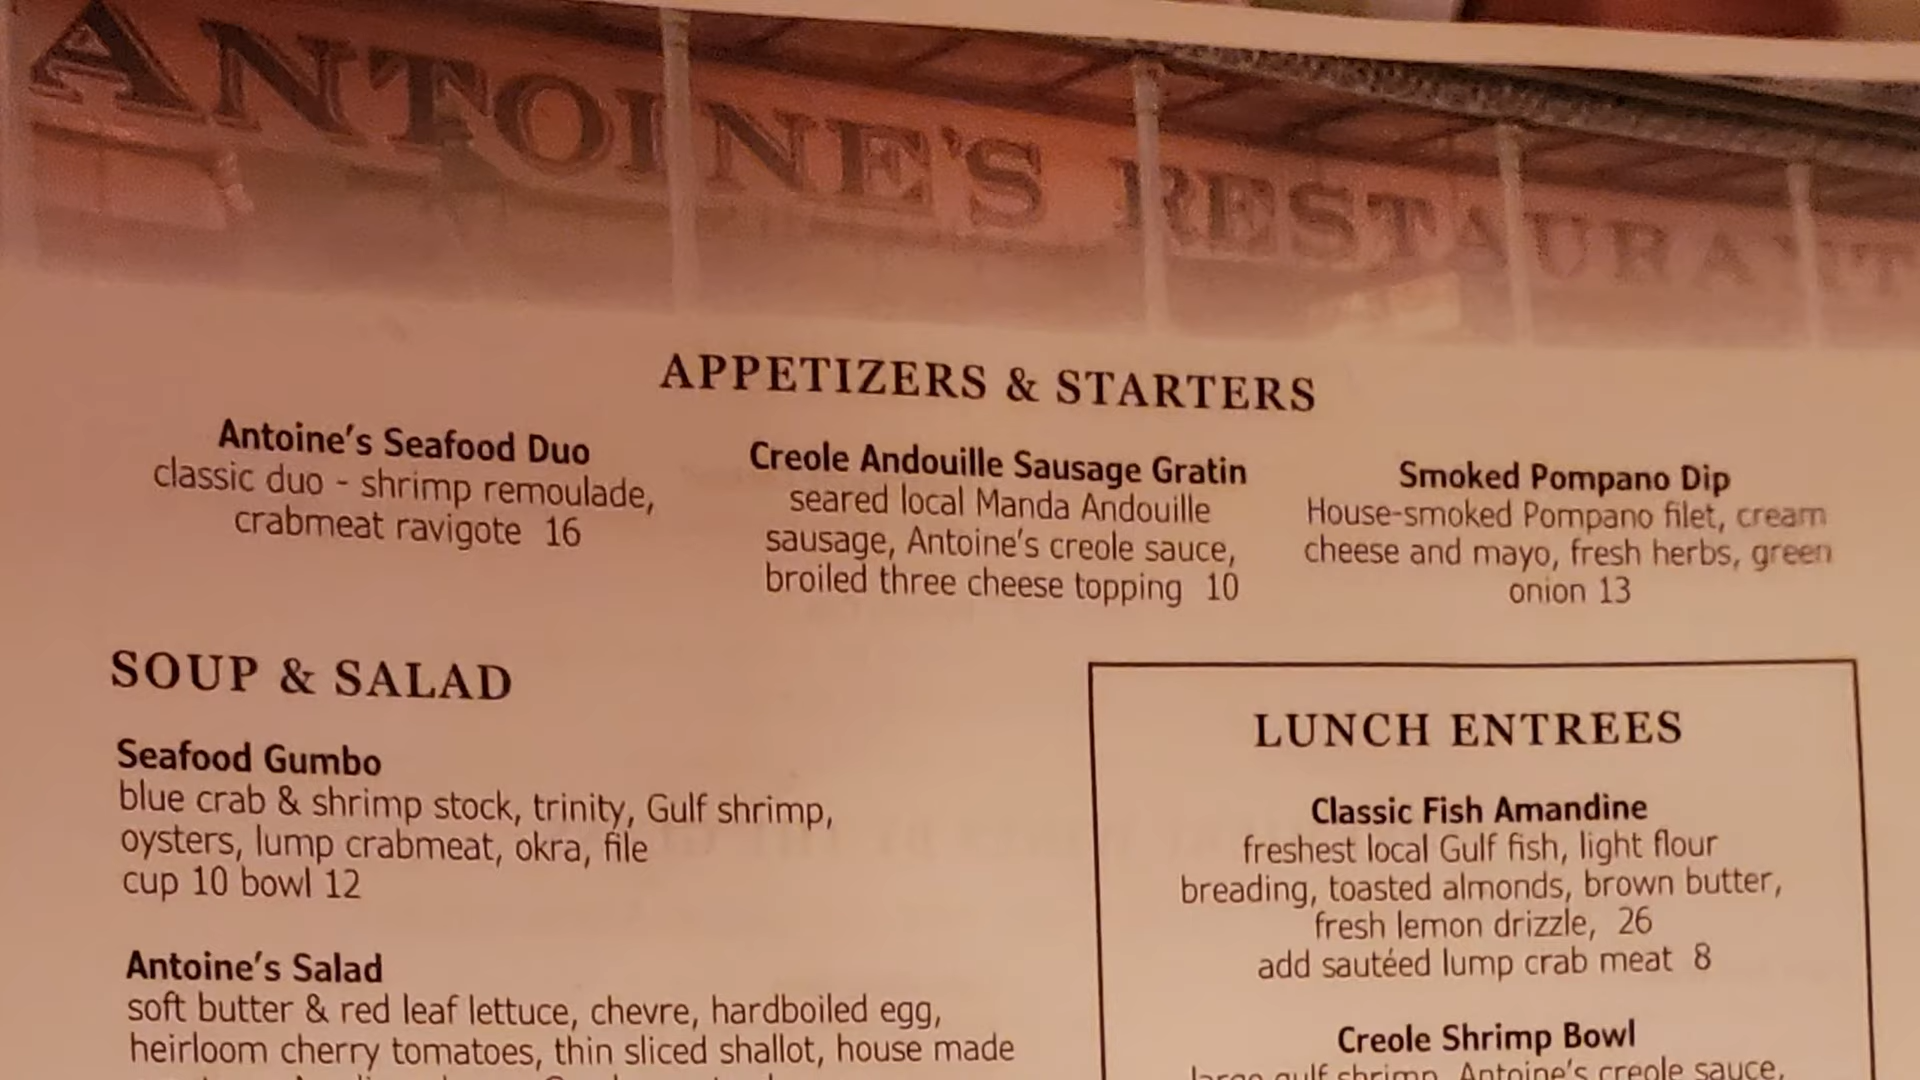 ANTOINE'S RESTAURANT
APPETIZERS & STARTERS
Antoine's Seafood Duo
classic duo - shrimp remoulade,
crabmeat ravigote 16
Creole Andouille Sausage Gratin
seared local Manda Andouille
sausage, Antoine's creole sauce,
broiled three cheese topping 10
Smoked Pompano Dip
House-smoked Pompano filet, cream
cheese and mayo, fresh herbs, green
onion 13
SOUP & SALAD
Seafood Gumbo
blue crab & shrimp stock, trinity, Gulf shrimp,
oysters, lump crabmeat, okra, file
cup 10 bowl 12
Antoine's Salad
soft butter & red leaf lettuce, chevre, hardboiled egg,
heirloom cherry tomatoes, thin sliced shallot, house made
LUNCH ENTREES
Classic Fish Amandine
freshest local Gulf fish, light flour
breading, toasted almonds, brown butter,
fresh lemon drizzle, 26
add sautéed lump crab meat 8
Creole Shrimp Bowl
large gulf shrimp, Antoine's creole sauce,